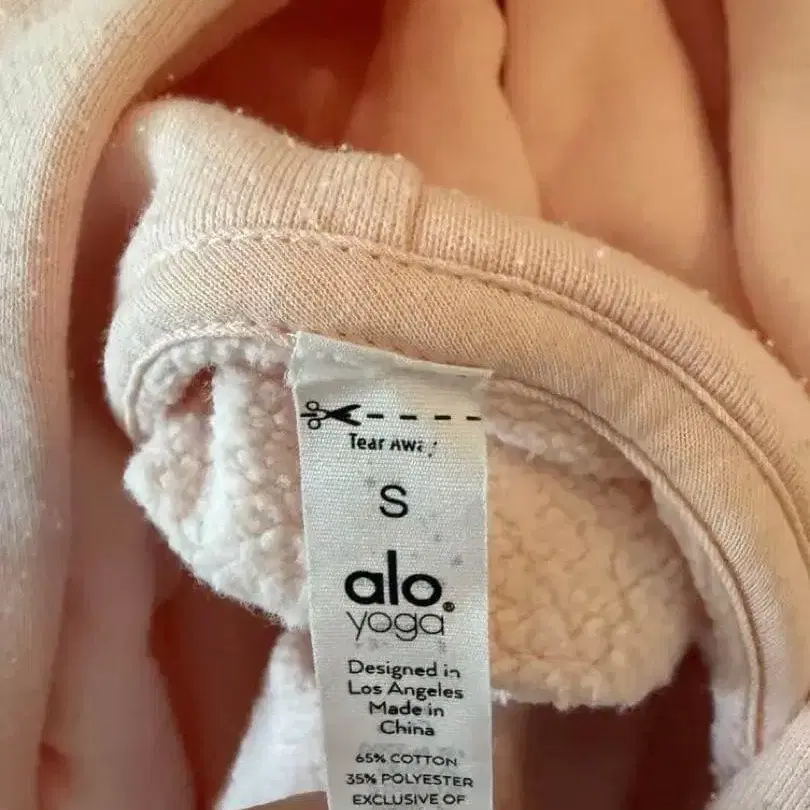 Tear Away
S
alo®
yoga
Designed in
Los Angeles
Made in
China
65% COTTON
35% POLYESTER
EXCLUSIVE OF